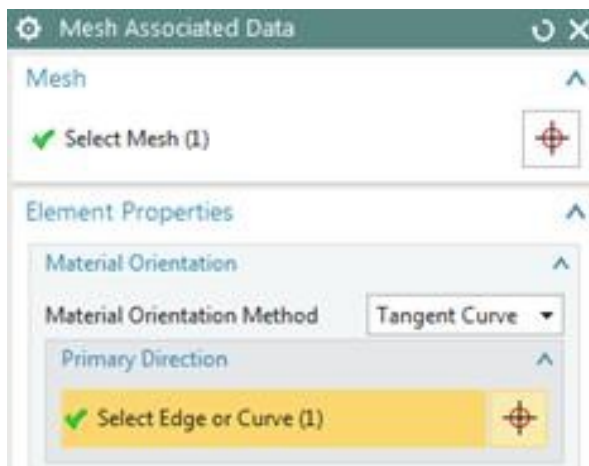 Mesh Associated Data
Mesh
Select Mesh (1)
Element Properties
Material Orientation
Material Orientation Method Tangent Curve
Primary Direction
Select Edge or Curve (1)